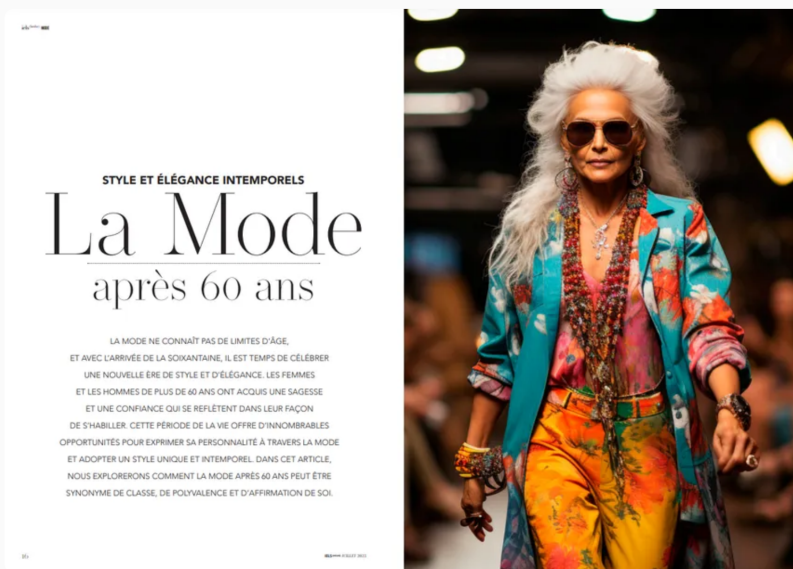 STYLE ET ÉLÉGANCE INTEMPORELS
La Mode
après 60 ans
LA MODE NE CONNAÎT PAS DE LIMITES D'ÂGE,
ET AVEC L'ARRIVÉE DE LA SOIXANTAINE, IL EST TEMPS DE CÉLÉBRER
UNE NOUVELLE ÈRE DE STYLE ET D'ÉLÉGANCE. LES FEMMES
ET LES HOMMES DE PLUS DE 60 ANS ONT ACQUIS UNE SAGESSE
ET UNE CONFIANCE QUI SE REFLÈTENT DANS LEUR FAÇON
DE S'HABILLER. CETTE PÉRIODE DE LA VIE OFFRE D'INNOMBRABLES
OPPORTUNITÉS POUR EXPRIMER SA PERSONNALITÉ À TRAVERS LA MODE
ET ADOPTER UN STYLE UNIQUE ET INTEMPOREL. DANS CET ARTICLE,
NOUS EXPLORERONS COMMENT LA MODE APRÈS 60 ANS PEUT ÊTRE
SYNONYME DE CLASSE, DE POLYVALENCE ET D'AFFIRMATION DE SOI.